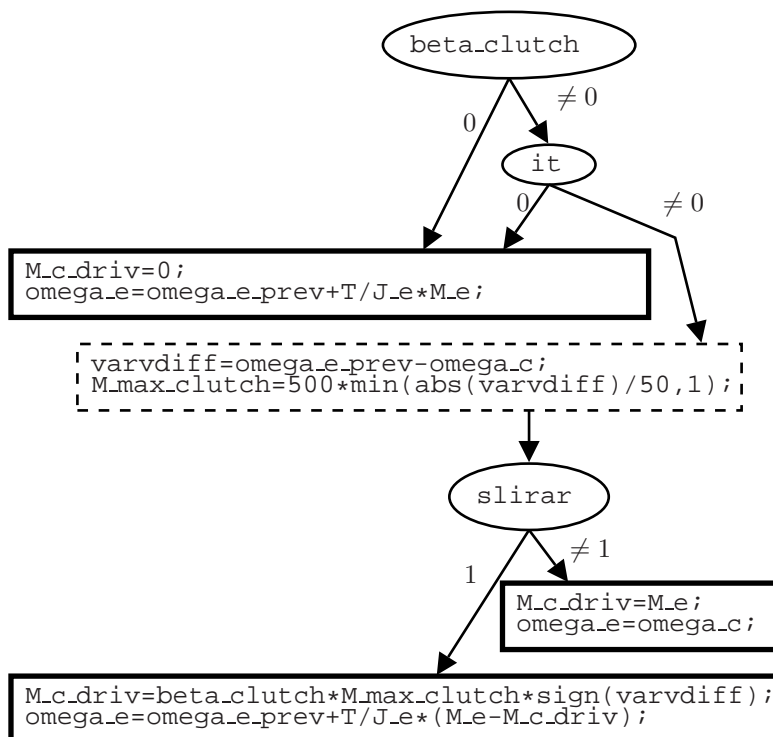 beta_clutch
0
≠ 0
it
0
≠ 0
M_c_driv=0;
omega_e=omega_e_prev+T/J_e*M_e;
varvdiff=omega_e_prev-omega_c;
M_max_clutch=500*min(abs(varvdiff)/50,1);
slirar
1
≠ 1
M_c_driv=M_e;
omega_e=omega_c;
M_c_driv=beta_clutch*M_max_clutch*sign(varvdiff);
omega_e=omega_e_prev+T/J_e*(M_e-M_c_driv);